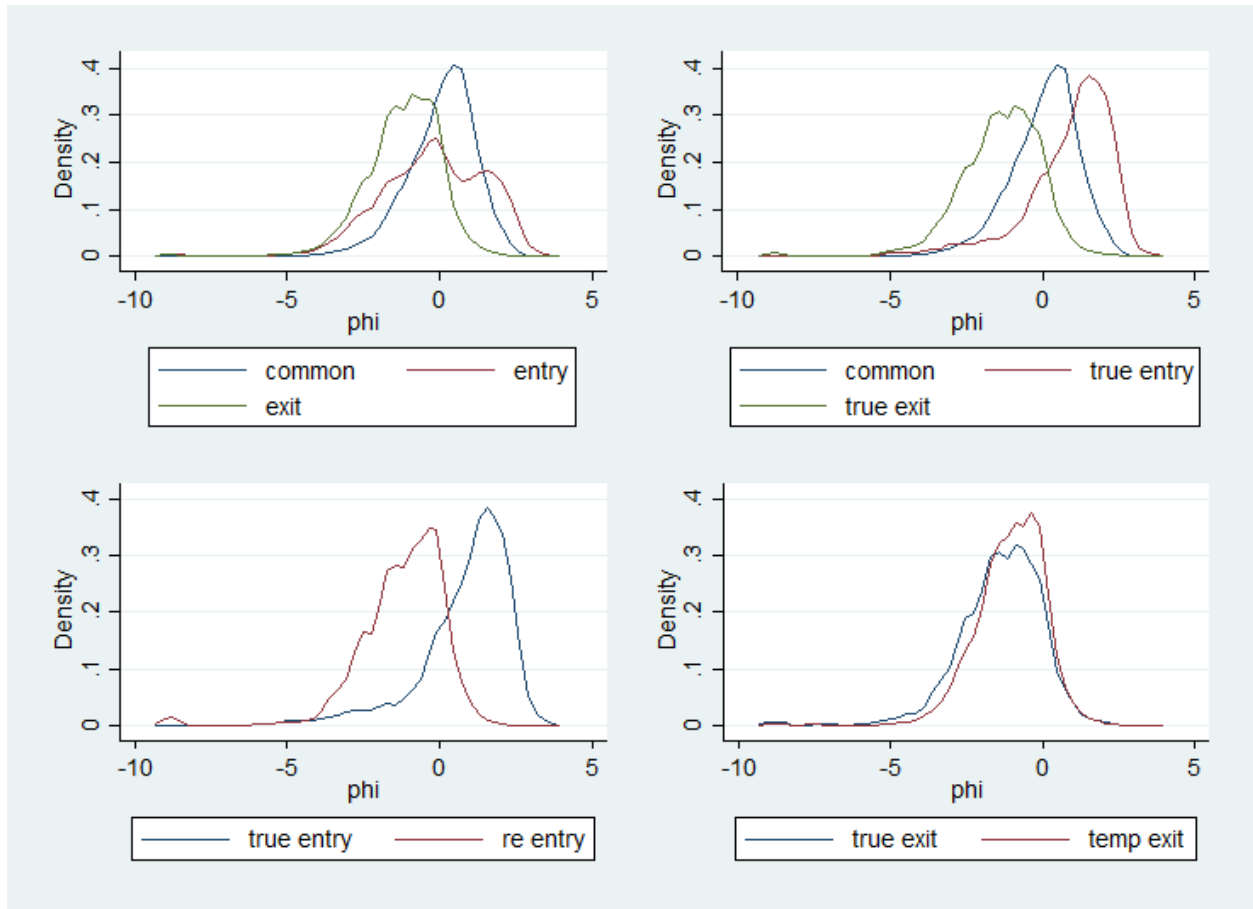 Density
.4
.3
.2
.1
0
-10 -5 0 5
phi
common entry
exit
Density
.4
.3
.2
.1
0
-10 -5 0 5
phi
common true entry
true exit
Density
.4
.3
.2
.1
0
-10 -5 0 5
phi
true entry re entry
Density
.4
.3
.2
.1
0
-10 -5 0 5
phi
true exit temp exit